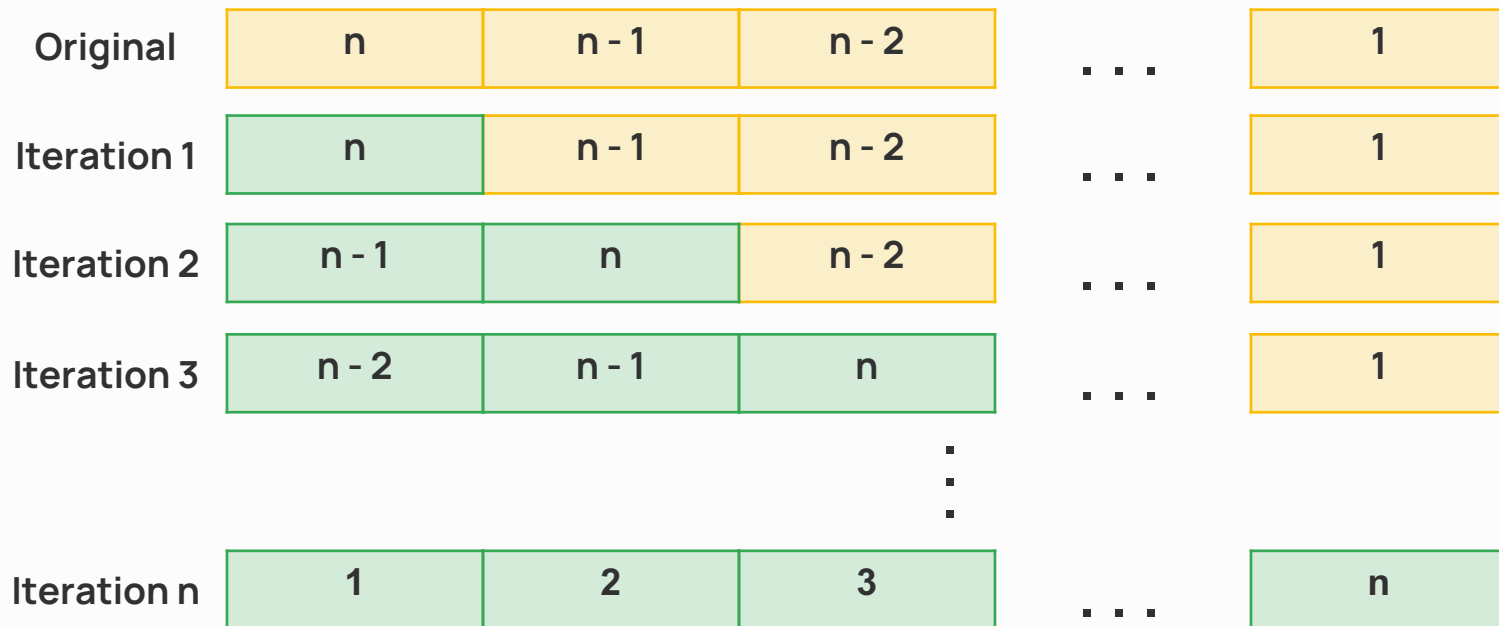 Original n n - 1 n - 2 . . . 1
Iteration 1 n n - 1 n - 2 . . . 1
Iteration 2 n - 1 n n - 2 . . . 1
Iteration 3 n - 2 n - 1 n . . . 1
.
.
.
Iteration n 1 2 3 . . . n